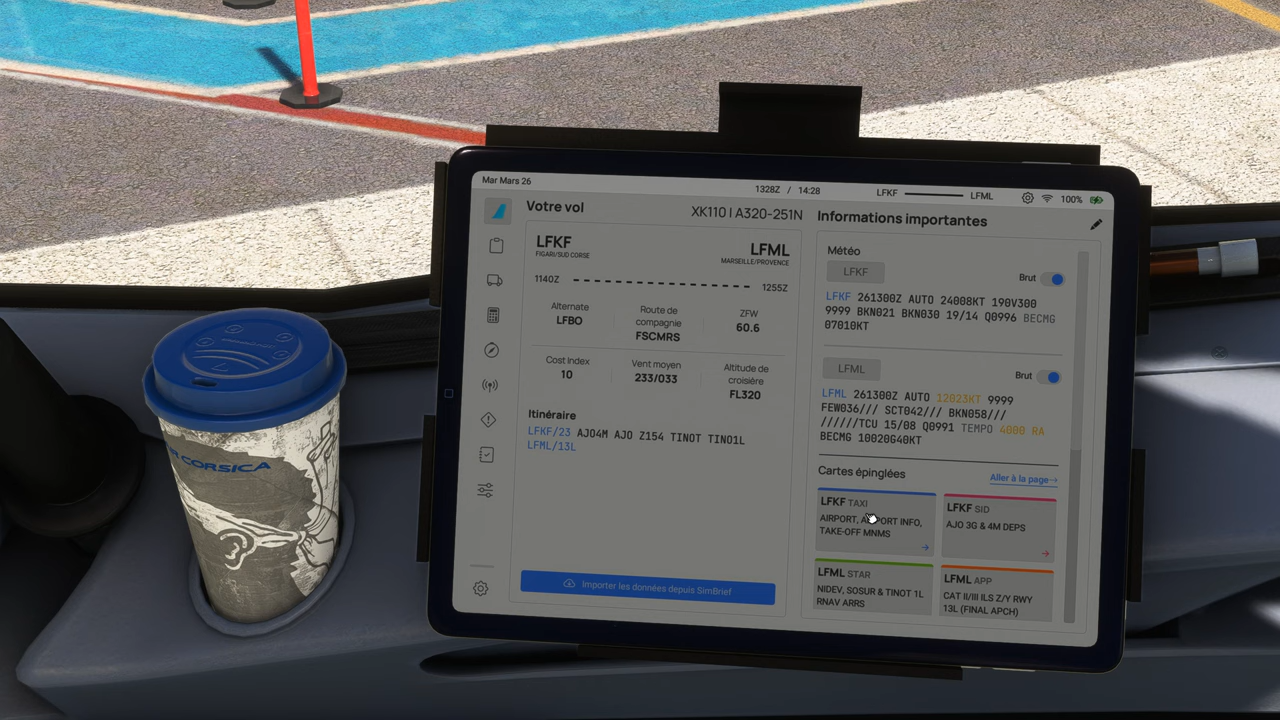 Mar Mars 26
1328Z / 14:28
LFKF
LFML
100%
Votre vol
XK110 | A320-251N
LFKF
FIGARI/SUD CORSE
LFML
MARSEILLE/PROVENCE
1140Z
1255Z
Alternate
LFBO
Route de
compagnie
FSCMRS
ZFW
60.6
Cost Index
10
Vent moyen
233/033
Altitude de
croisière
FL320
Itinéraire
LFKF/23 AJO4M AJO Z154 TINOT TINO1L
LFML/13L
Importer les données depuis SimBrief
Informations importantes
Météo
LFKF
Brut
LFKF 261300Z AUTO 24008KT 190V300
9999 BKN021 BKN030 19/14 Q0996 BECMG
07010KT
LFML
Brut
LFML 261300Z AUTO 12023KT 9999
FEW036/// SCT042/// BKN058///
//////TCU 15/08 Q0991 TEMPO 4000 RA
BECMG 10020G40KT
Cartes épinglées
Aller à la page
LFKF TAXI
AIRPORT, AIRPORT INFO,
TAKE-OFF MNMS
LFKF SID
AJO 3G & 4M DEPS
LFML STAR
NIDEV, SOSUR & TINOT 1L
RNAV ARRS
LFML APP
CAT II/III ILS Z/Y RWY
13L (FINAL APCH)
CORSICA